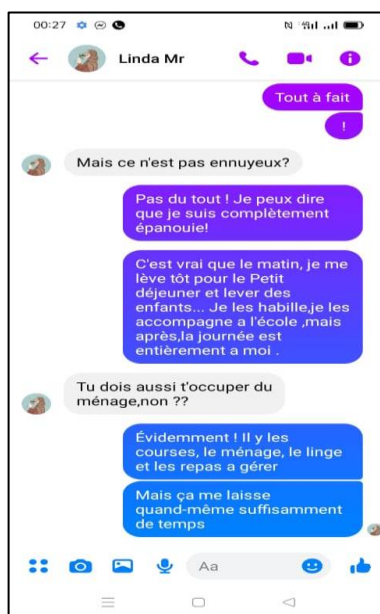 00:27
Linda Mr
Tout à fait
!
Mais ce n'est pas ennuyeux?
Pas du tout ! Je peux dire
que je suis complètement
épanouie!
C'est vrai que le matin, je me
lève tôt pour le Petit
déjeuner et lever des
enfants... Je les habille,je les
accompagne a l'école ,mais
après,la journée est
entièrement a moi .
Tu dois aussi t'occuper du
ménage,non ??
Évidemment ! Il y les
courses, le ménage, le linge
et les repas a gérer
Mais ça me laisse
quand-même suffisamment
de temps
Aa